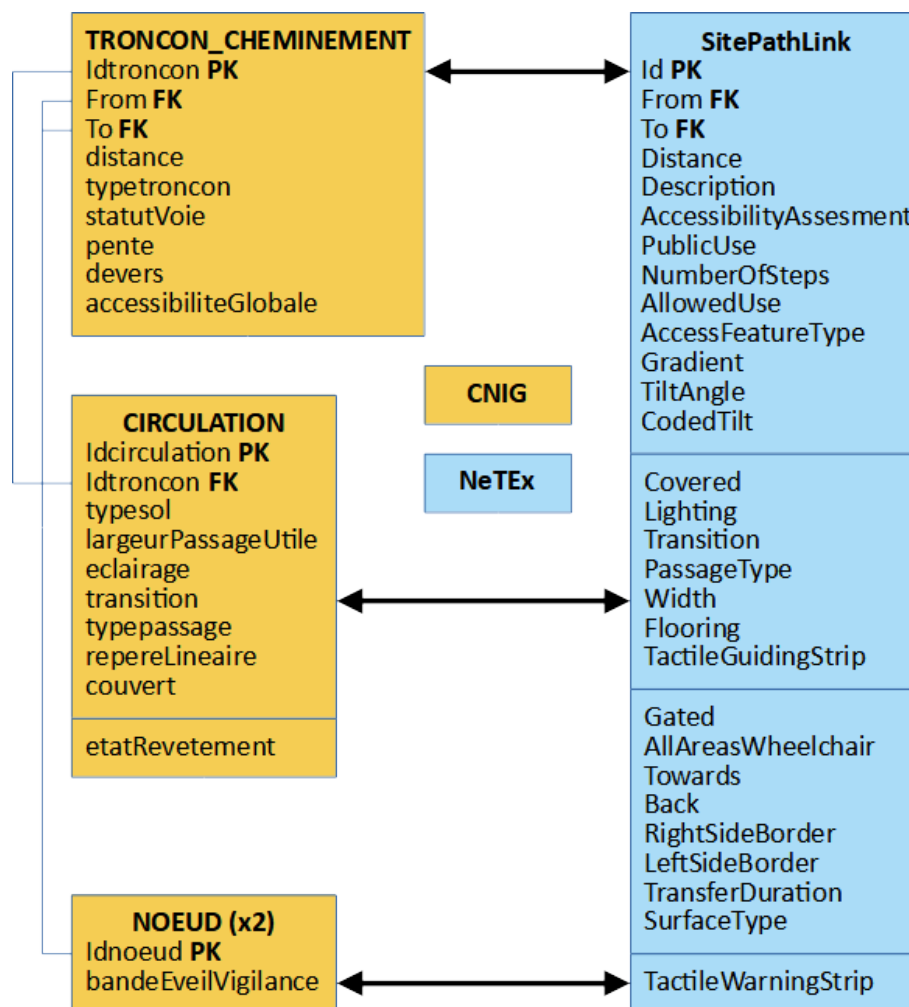 TRONCON_CHEMINEMENT
Idtroncon PK
From FK
To FK
distance
typetroncon
statutVoie
pente
devers
accessibiliteGlobale
SitePathLink
Id PK
From FK
To FK
Distance
Description
AccessibilityAssesment
PublicUse
NumberOfSteps
AllowedUse
AccessFeatureType
Gradient
TiltAngle
CodedTilt
CNIG
NeTEx
CIRCULATION
Idcirculation PK
Idtroncon FK
typesol
largeurPassageUtile
eclairage
transition
typepassage
repereLineaire
couvert
etatRevetement
Covered
Lighting
Transition
PassageType
Width
Flooring
TactileGuidingStrip
Gated
AllAreasWheelchair
Towards
Back
RightSideBorder
LeftSideBorder
TransferDuration
SurfaceType
NOEUD (x2)
Idnoeud PK
bandeEveilVigilance
TactileWarningStrip